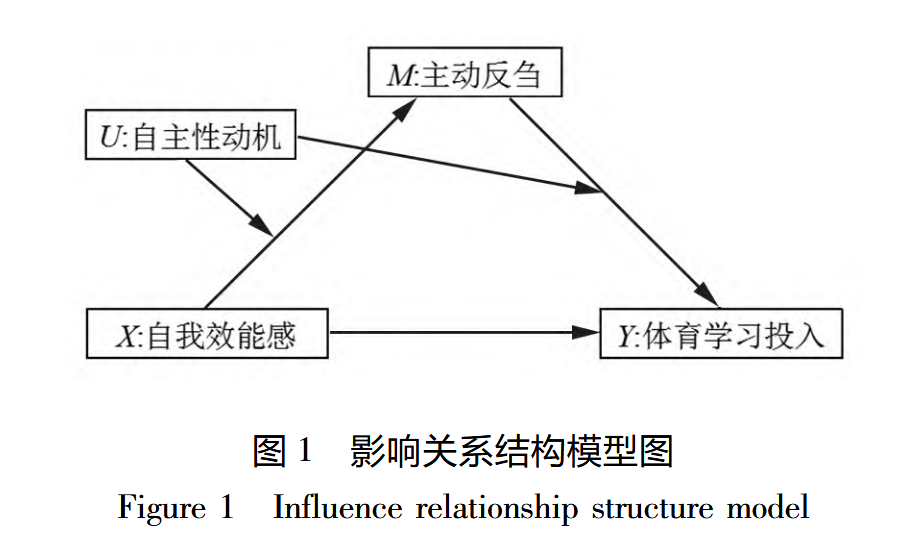 M:主动反刍
U:自主性动机
X:自我效能感
Y:体育学习投入
图1 影响关系结构模型图
Figure 1 Influence relationship structure model